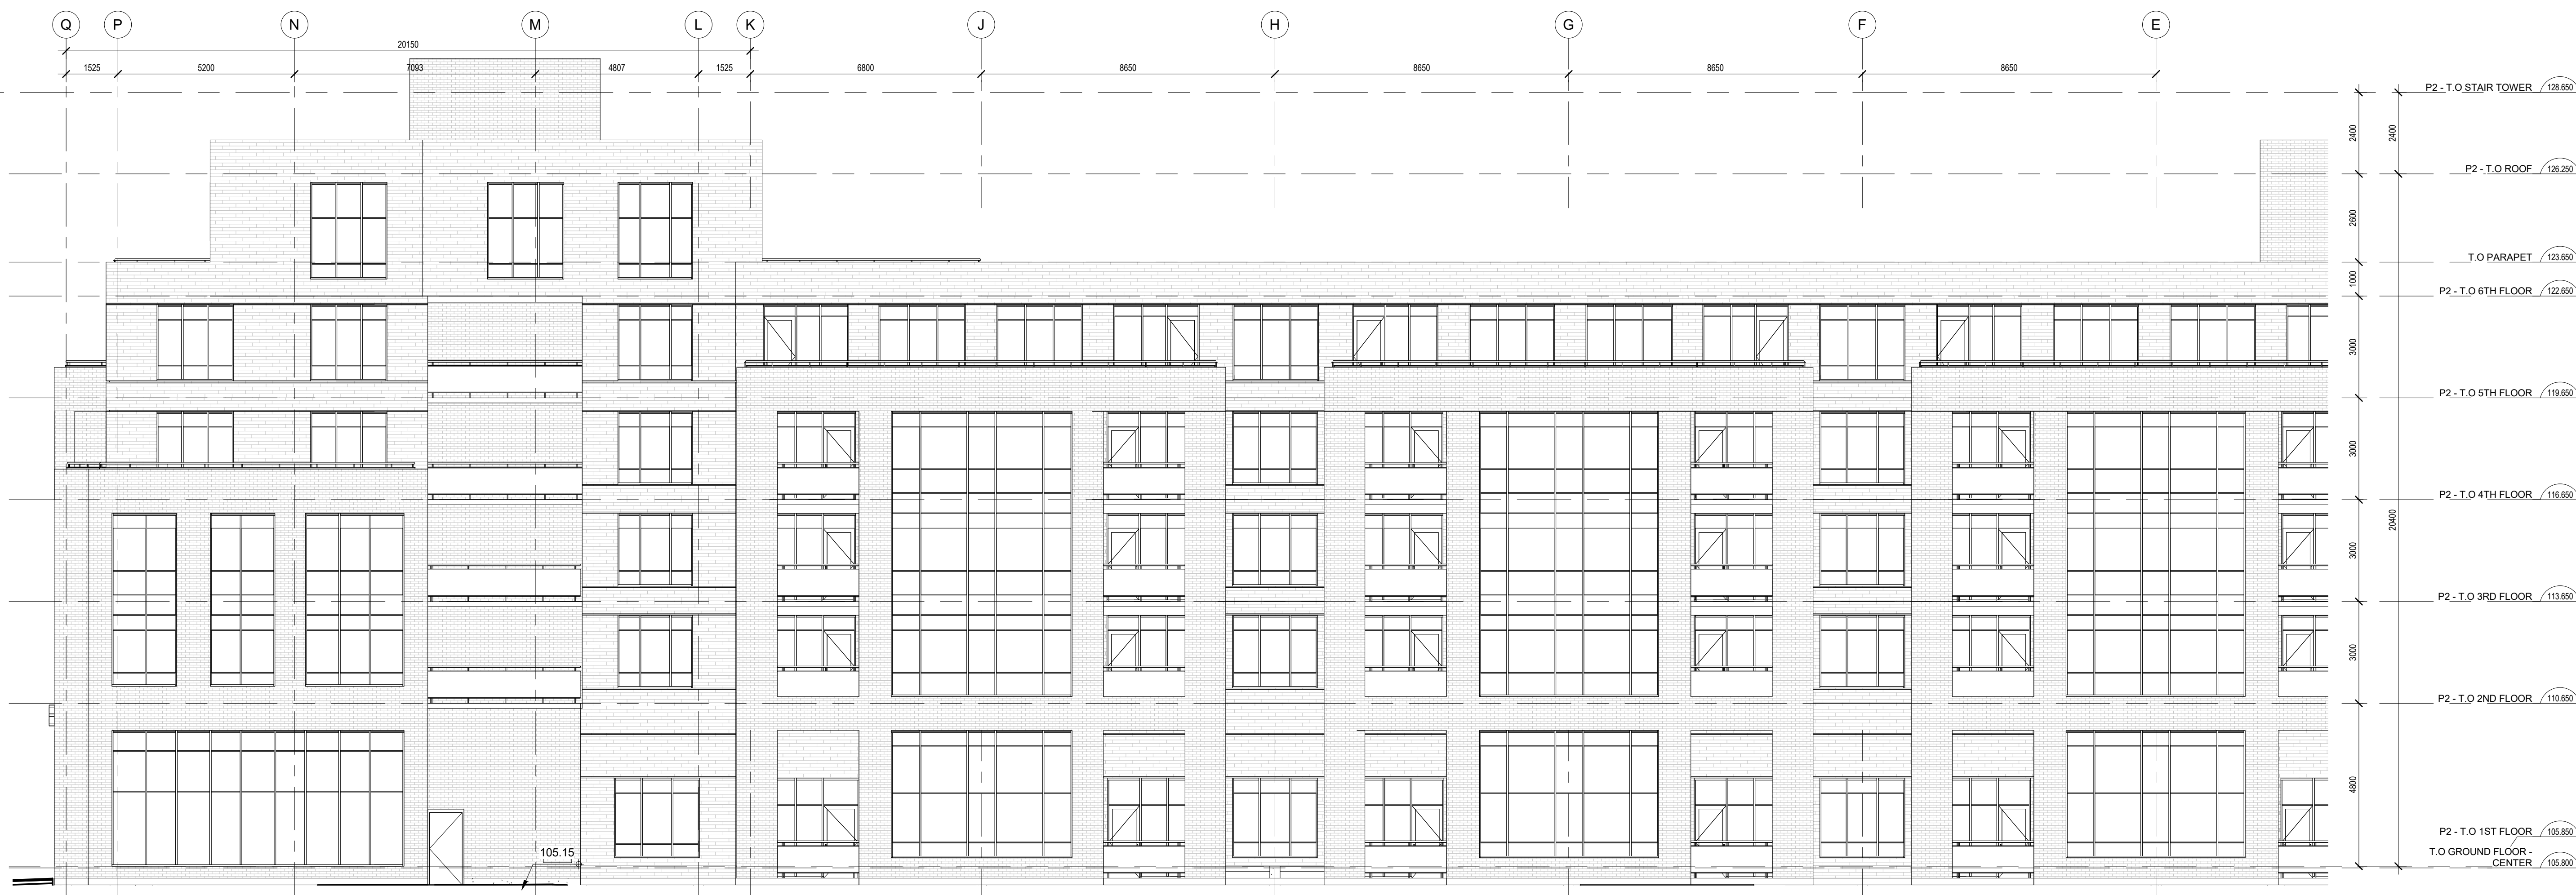 Q P N M L K J H G F E
20150
1525 5200 7093 4807 1525 6800 8650 8650 8650 8650
P2 - T.O STAIR TOWER 128.650
2400 2400
P2 - T.O ROOF 126.250
2600
T.O PARAPET 123.650
1000
P2 - T.O 6TH FLOOR 122.650
3000
P2 - T.O 5TH FLOOR 119.650
3000
P2 - T.O 4TH FLOOR 116.650
20400
3000
P2 - T.O 3RD FLOOR 113.650
3000
P2 - T.O 2ND FLOOR 110.650
4800
P2 - T.O 1ST FLOOR 105.850
105.15
T.O GROUND FLOOR -
CENTER 105.800